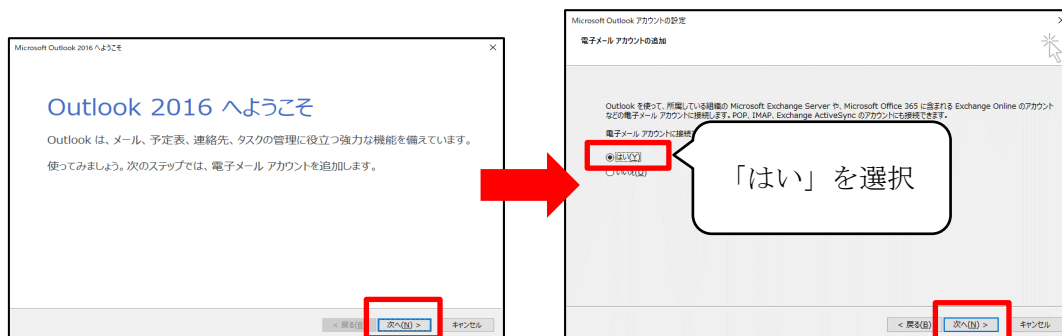 Microsoft Outlook 2016 へようこそ
Outlook 2016 へようこそ
Outlook は、メール、予定表、連絡先、タスクの管理に役立つ強力な機能を備えています。
使ってみましょう。次のステップでは、電子メール アカウントを追加します。
次へ(N) >
キャンセル
Microsoft Outlook アカウントの設定
電子メール アカウントの追加
Outlook を使って、所属している組織の Microsoft Exchange Server や、Microsoft Office 365 に含まれる Exchange Online のアカウント
などの電子メール アカウントに接続します。POP、IMAP、Exchange ActiveSync のアカウントにも接続できます。
電子メール アカウントに接続
はい(Y)
「はい」を選択
< 戻る(B)
次へ(N) >
キャンセル